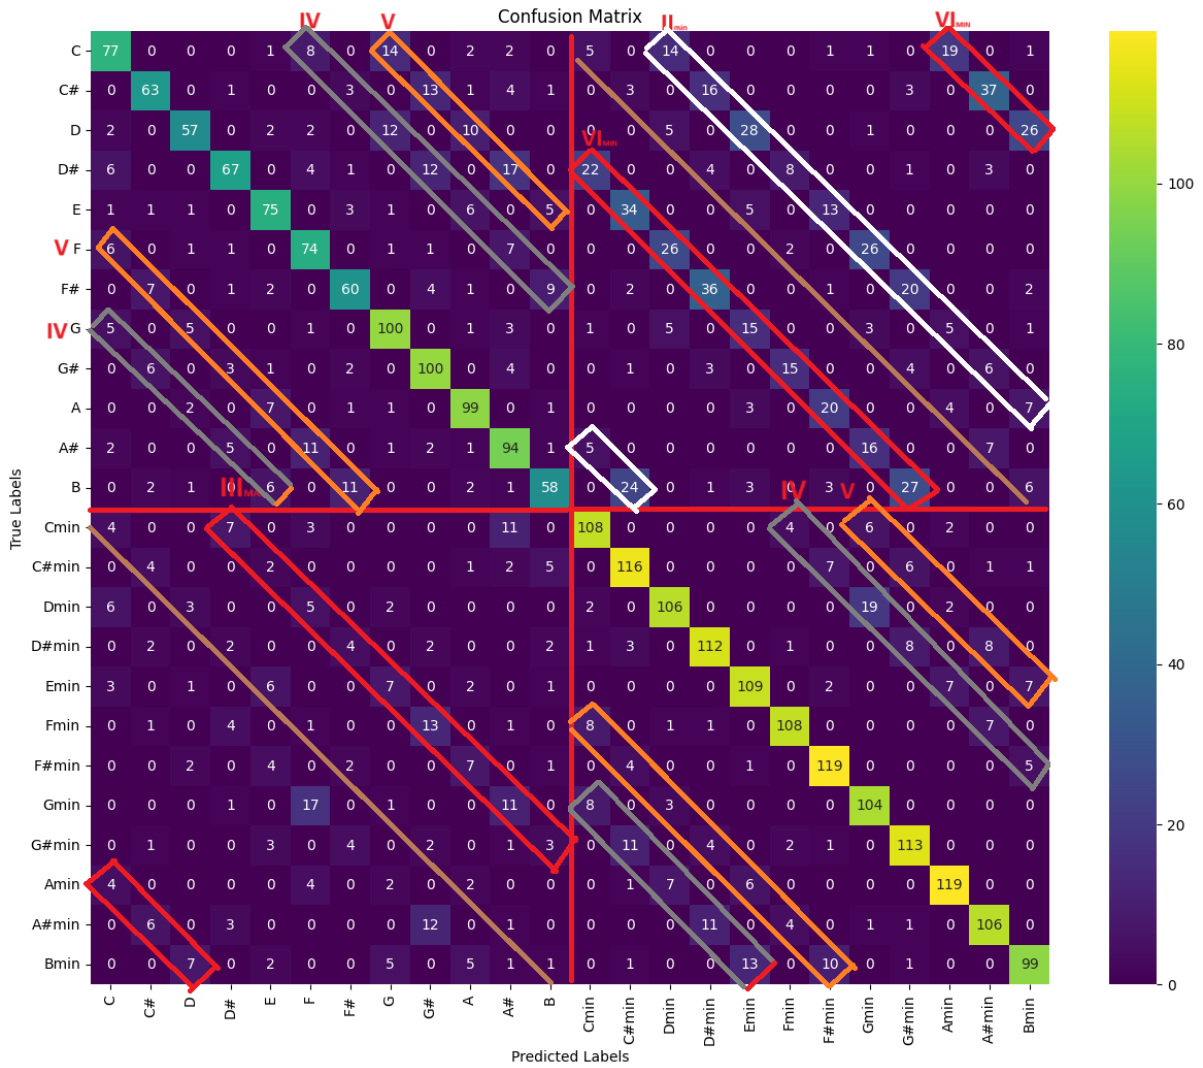 Confusion Matrix
IV V II min VI MIN
C 77 0 0 0 1 8 0 14 0 2 2 0 5 0 14 0 0 0 1 1 0 19 0 1
C# 0 63 0 1 0 0 3 0 13 1 4 1 0 3 0 16 0 0 0 0 3 0 37 0
D 2 0 57 0 2 2 0 12 0 10 0 0 0 0 5 0 28 0 0 1 0 0 0 26
VI MIN
D# 6 0 0 67 0 4 1 0 12 0 17 0 22 0 0 4 0 8 0 0 1 0 3 0
E 1 1 1 0 75 0 3 1 0 6 0 5 0 34 0 0 5 0 13 0 0 0 0 0
V F 6 0 1 1 0 74 0 1 1 0 7 0 0 0 26 0 0 2 0 26 0 0 0 0
F# 0 7 0 1 2 0 60 0 4 1 0 9 0 2 0 36 0 0 1 0 20 0 0 2
IV G 5 0 5 0 0 1 0 100 0 1 3 0 1 0 5 0 15 0 0 3 0 5 0 1
G# 0 6 0 3 1 0 2 0 100 0 4 0 0 1 0 3 0 15 0 0 4 0 6 0
A 0 0 2 0 7 0 1 1 0 99 0 1 0 0 0 0 3 0 20 0 0 4 0 7
A# 2 0 0 5 0 11 0 1 2 1 94 1 5 0 0 0 0 0 0 16 0 0 7 0
B 0 2 1 0 6 0 11 0 0 2 1 58 0 24 0 1 3 0 3 0 27 0 0 6
III IV V
Cmin 4 0 0 7 0 3 0 0 0 0 11 0 108 0 0 0 0 4 0 6 0 2 0 0
C#min 0 4 0 0 2 0 0 0 0 1 2 5 0 116 0 0 0 0 7 0 6 0 1 1
Dmin 6 0 3 0 0 5 0 2 0 0 0 0 2 0 106 0 0 0 0 19 0 2 0 0
D#min 0 2 0 2 0 0 4 0 2 0 0 2 1 3 0 112 0 1 0 0 8 0 8 0
Emin 3 0 1 0 6 0 0 7 0 2 0 1 0 0 0 0 109 0 2 0 0 7 0 7
Fmin 0 1 0 4 0 1 0 0 13 0 1 0 8 0 1 1 0 108 0 0 0 0 7 0
F#min 0 0 2 0 4 0 2 0 0 7 0 1 0 4 0 0 1 0 119 0 0 0 0 5
Gmin 0 0 0 1 0 17 0 1 0 0 11 0 8 0 3 0 0 0 0 104 0 0 0 0
G#min 0 1 0 0 3 0 4 0 2 0 1 3 0 11 0 4 0 2 1 0 113 0 0 0
Amin 4 0 0 0 0 4 0 2 0 2 0 0 0 1 7 0 6 0 0 0 0 119 0 0
A#min 0 6 0 3 0 0 0 0 12 0 1 0 0 0 0 11 0 4 0 1 1 0 106 0
Bmin 0 0 7 0 2 0 0 5 0 5 1 1 0 1 0 0 13 0 10 0 1 0 0 99
C C# D D# E F F# G G# A A# B Cmin C#min Dmin D#min Emin Fmin F#min Gmin G#min Amin A#min Bmin
Predicted Labels
True Labels
100
80
60
40
20
0